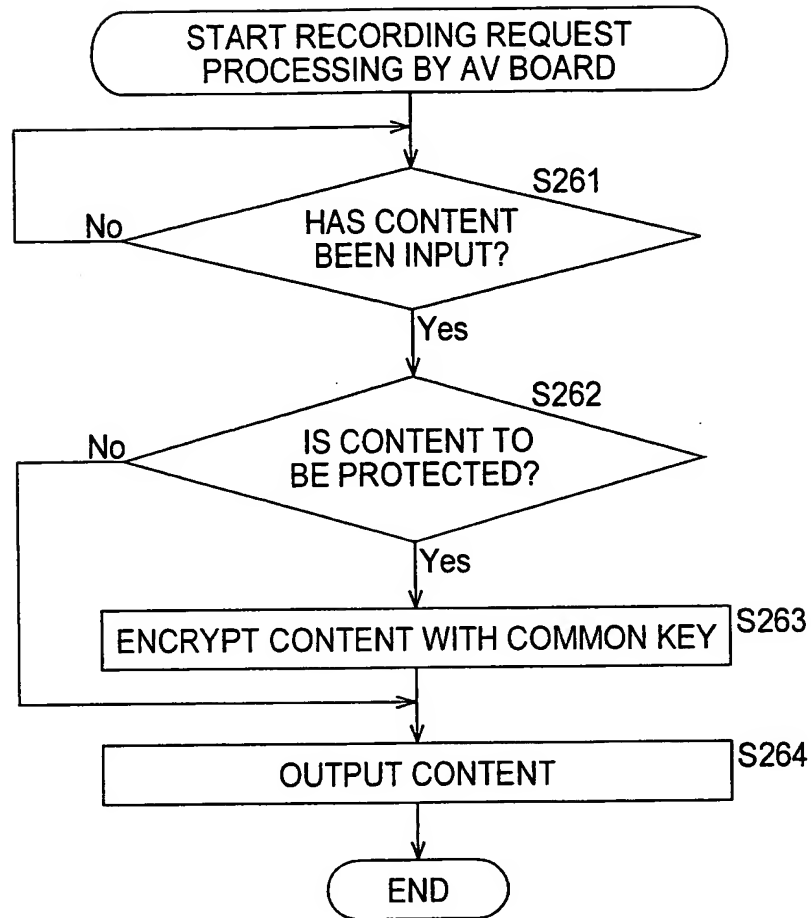 START RECORDING REQUEST
PROCESSING BY AV BOARD
S261
No
HAS CONTENT
BEEN INPUT?
Yes
S262
No
IS CONTENT TO
BE PROTECTED?
Yes
ENCRYPT CONTENT WITH COMMON KEY
S263
OUTPUT CONTENT
S264
END